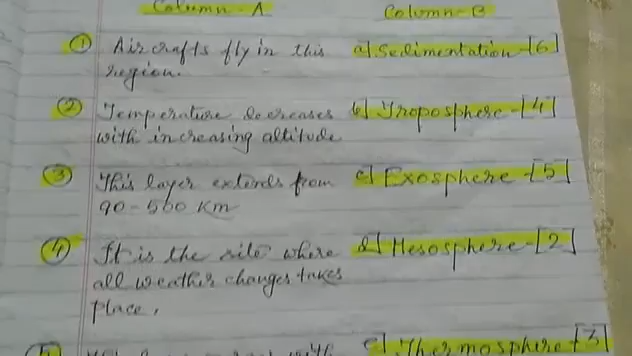 Column - A Column - B
① Aircrafts fly in this a] Sedimentation - [6]
region.
② Temperature decreases b] Troposphere - [4]
with increasing altitude
③ This layer extends from c] Exosphere - [5]
90 - 500 Km
④ It is the site where d] Mesosphere - [2]
all weather changes takes
place.
e] Thermosphere - [3]
with